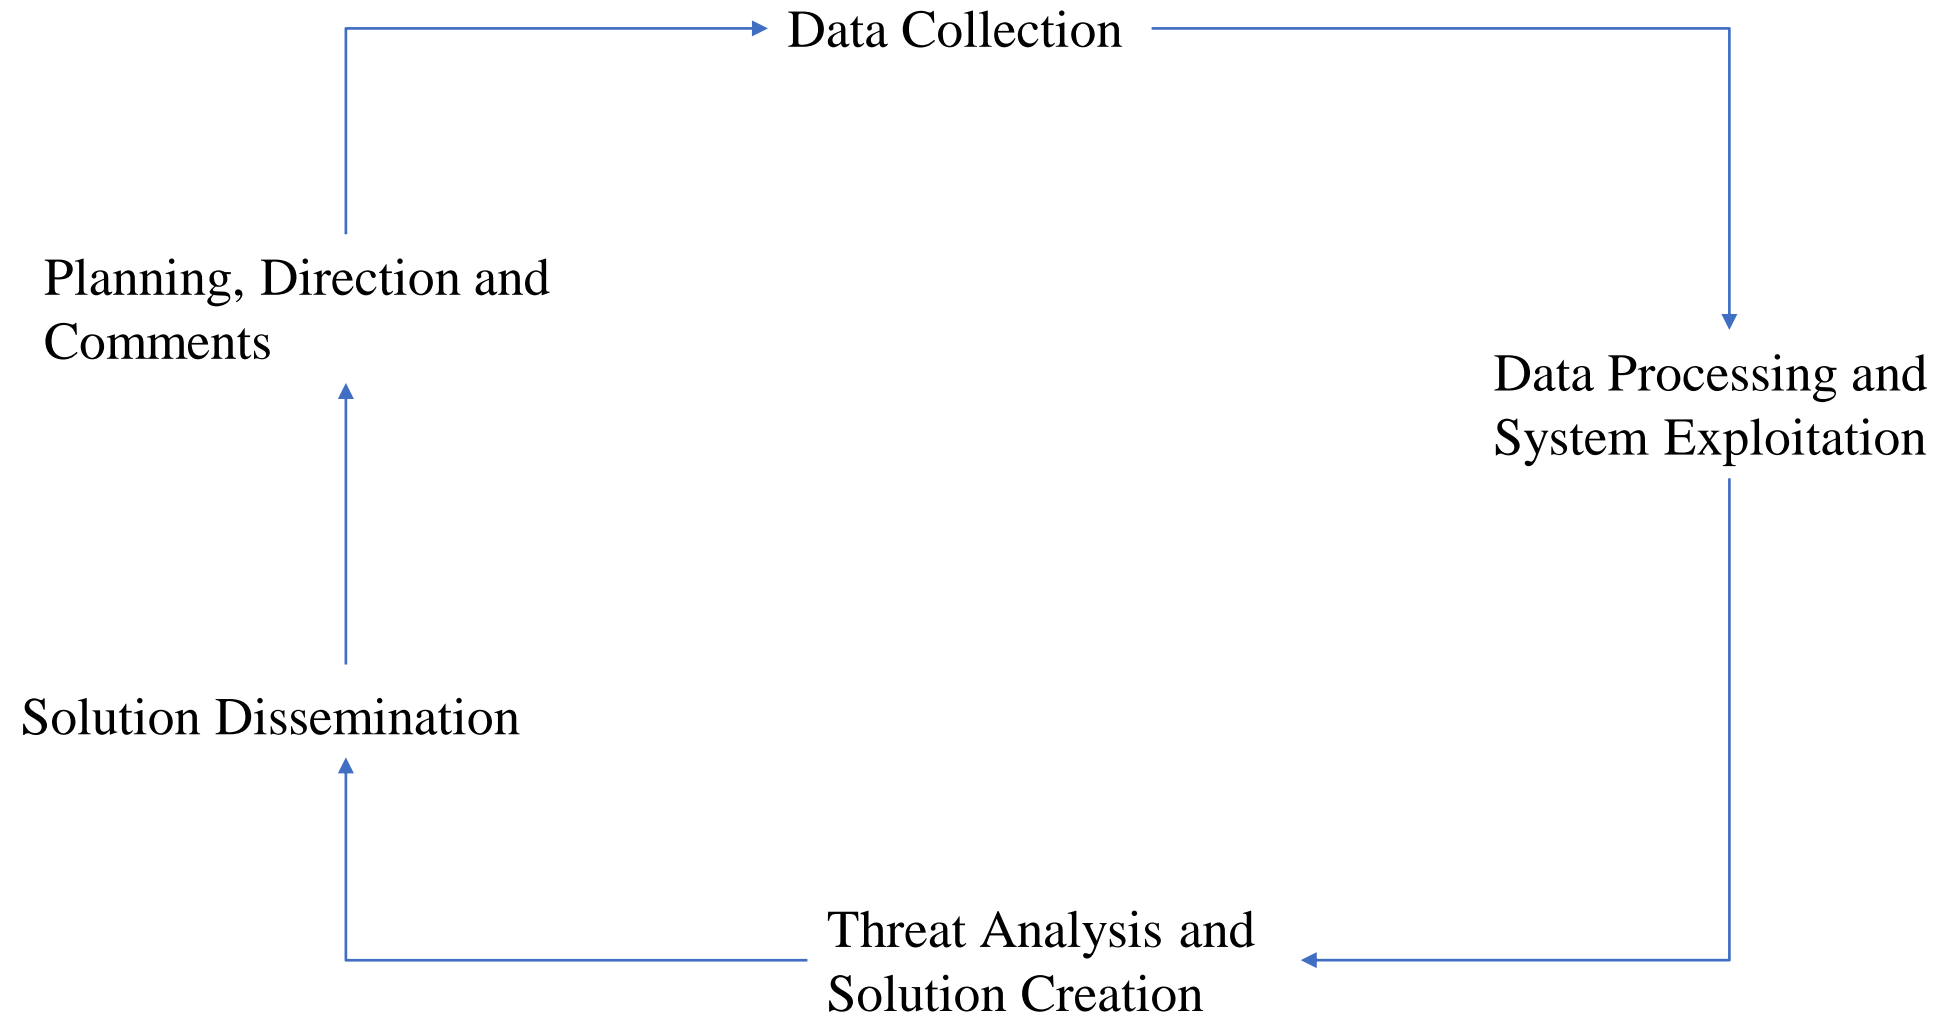 Data Collection
Planning, Direction and
Comments
Data Processing and
System Exploitation
Solution Dissemination
Threat Analysis and
Solution Creation